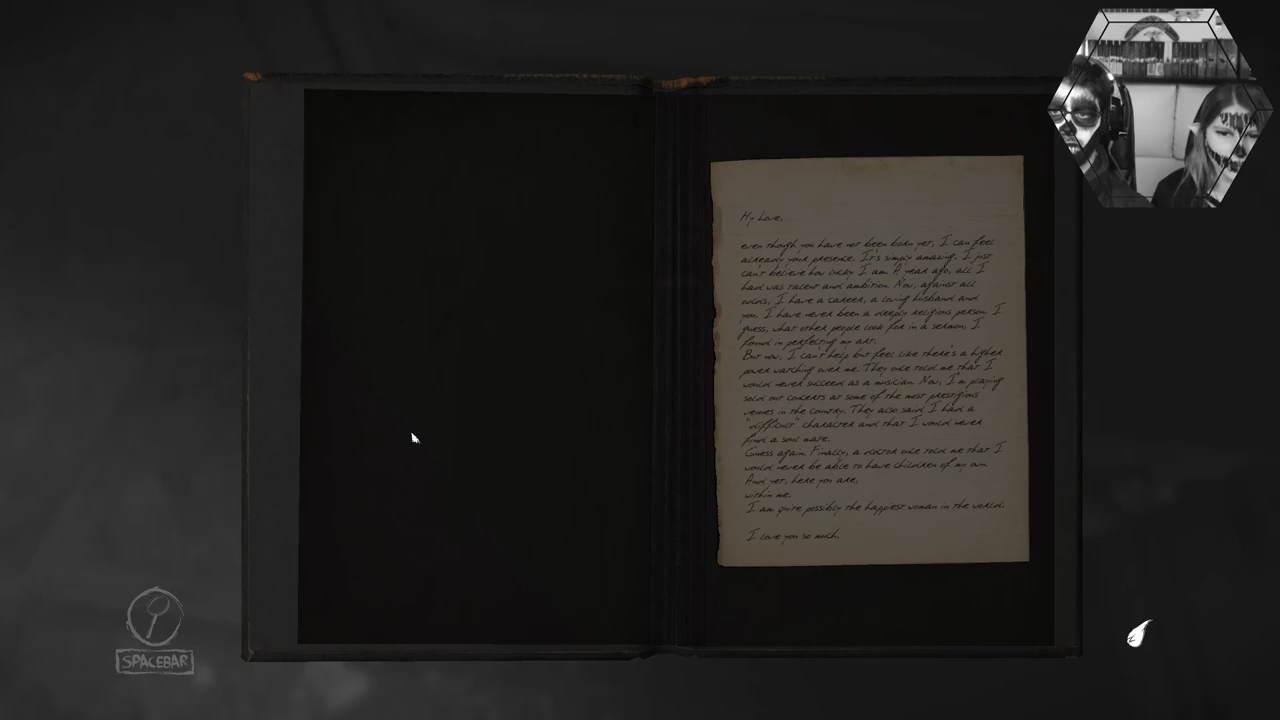 My Love,
even though you have not been born yet, I can feel
already your presence. It's simply amazing. I just
can't believe how lucky I am. A year ago, all I
had was talent and ambition. Now, against all
odds, I have a career, a loving husband and
you. I have never been a deeply religious person. I
guess, what other people look for in a sermon, I
found in perfecting my art.
But now, I can't help but feel like there's a higher
power watching over me. They once told me that I
would never succeed as a musician. Now, I'm playing
sold out concerts at some of the most prestigious
venues in the country. They also said I had a
"difficult" character and that I would never
find a soul mate.
Guess again. Finally, a doctor once told me that I
would never be able to have children of my own.
And yet, here you are,
within me.
I am quite possibly the happiest woman in the world.
I love you so much.
SPACEBAR